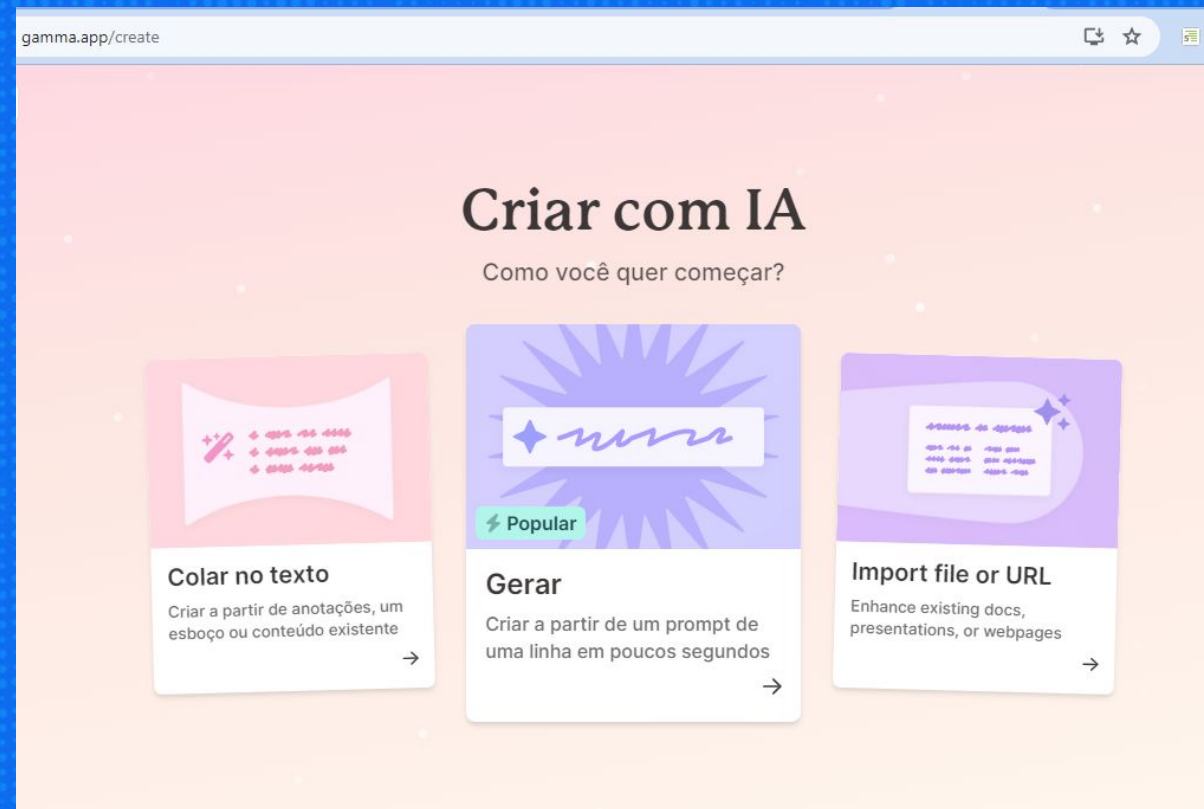 gamma.app/create
Criar com IA
Como você quer começar?
Colar no texto
Criar a partir de anotações, um
esboço ou conteúdo existente
Popular
Gerar
Criar a partir de um prompt de
uma linha em poucos segundos
Import file or URL
Enhance existing docs,
presentations, or webpages